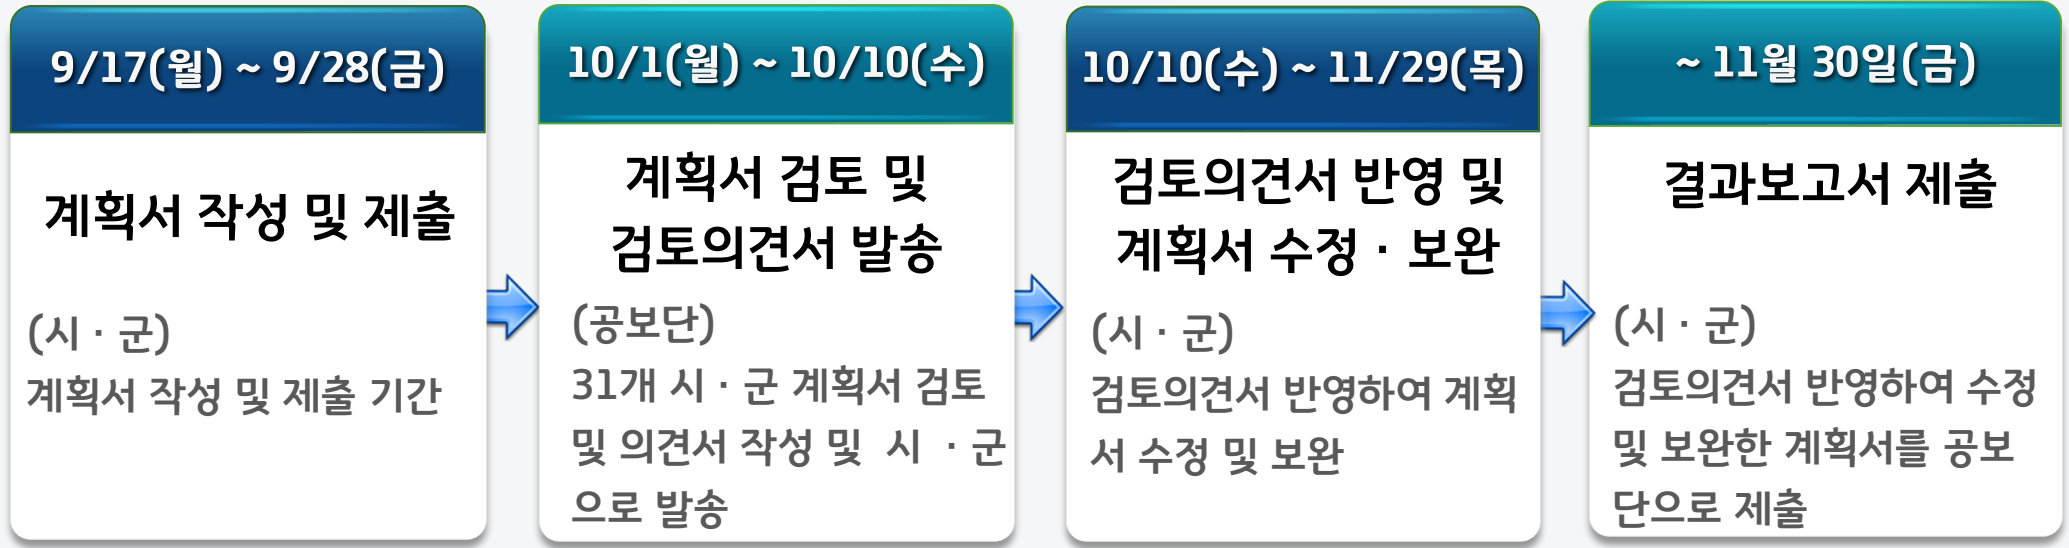 9/17(월) ~ 9/28(금)
계획서 작성 및 제출
(시 · 군)
계획서 작성 및 제출 기간
10/1(월) ~ 10/10(수)
계획서 검토 및
검토의견서 발송
(공보단)
31개 시 · 군 계획서 검토
및 의견서 작성 및 시 · 군
으로 발송
10/10(수) ~ 11/29(목)
검토의견서 반영 및
계획서 수정 · 보완
(시 · 군)
검토의견서 반영하여 계획
서 수정 및 보완
~ 11월 30일(금)
결과보고서 제출
(시 · 군)
검토의견서 반영하여 수정
및 보완한 계획서를 공보
단으로 제출